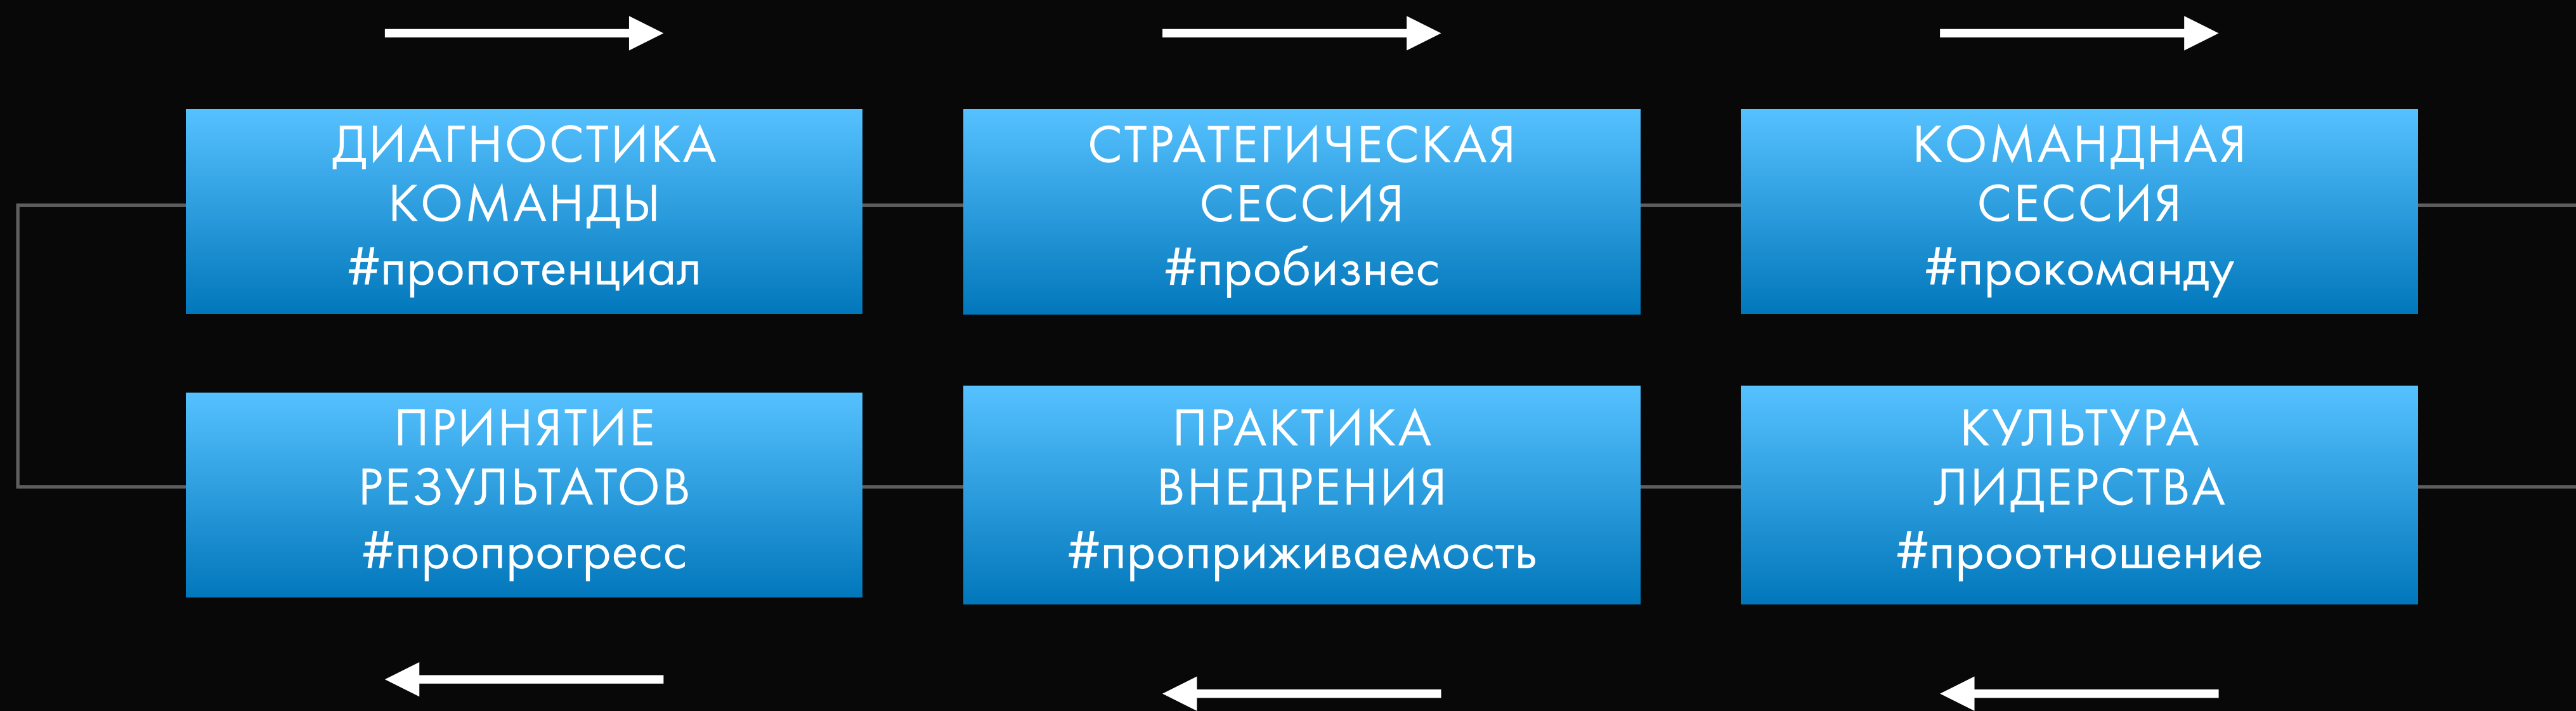 ДИАГНОСТИКА
КОМАНДЫ
#пропотенциал
СТРАТЕГИЧЕСКАЯ
СЕССИЯ
#пробизнес
КОМАНДНАЯ
СЕССИЯ
#прокоманду
ПРИНЯТИЕ
РЕЗУЛЬТАТОВ
#пропрогресс
ПРАКТИКА
ВНЕДРЕНИЯ
#проприживаемость
КУЛЬТУРА
ЛИДЕРСТВА
#проотношение